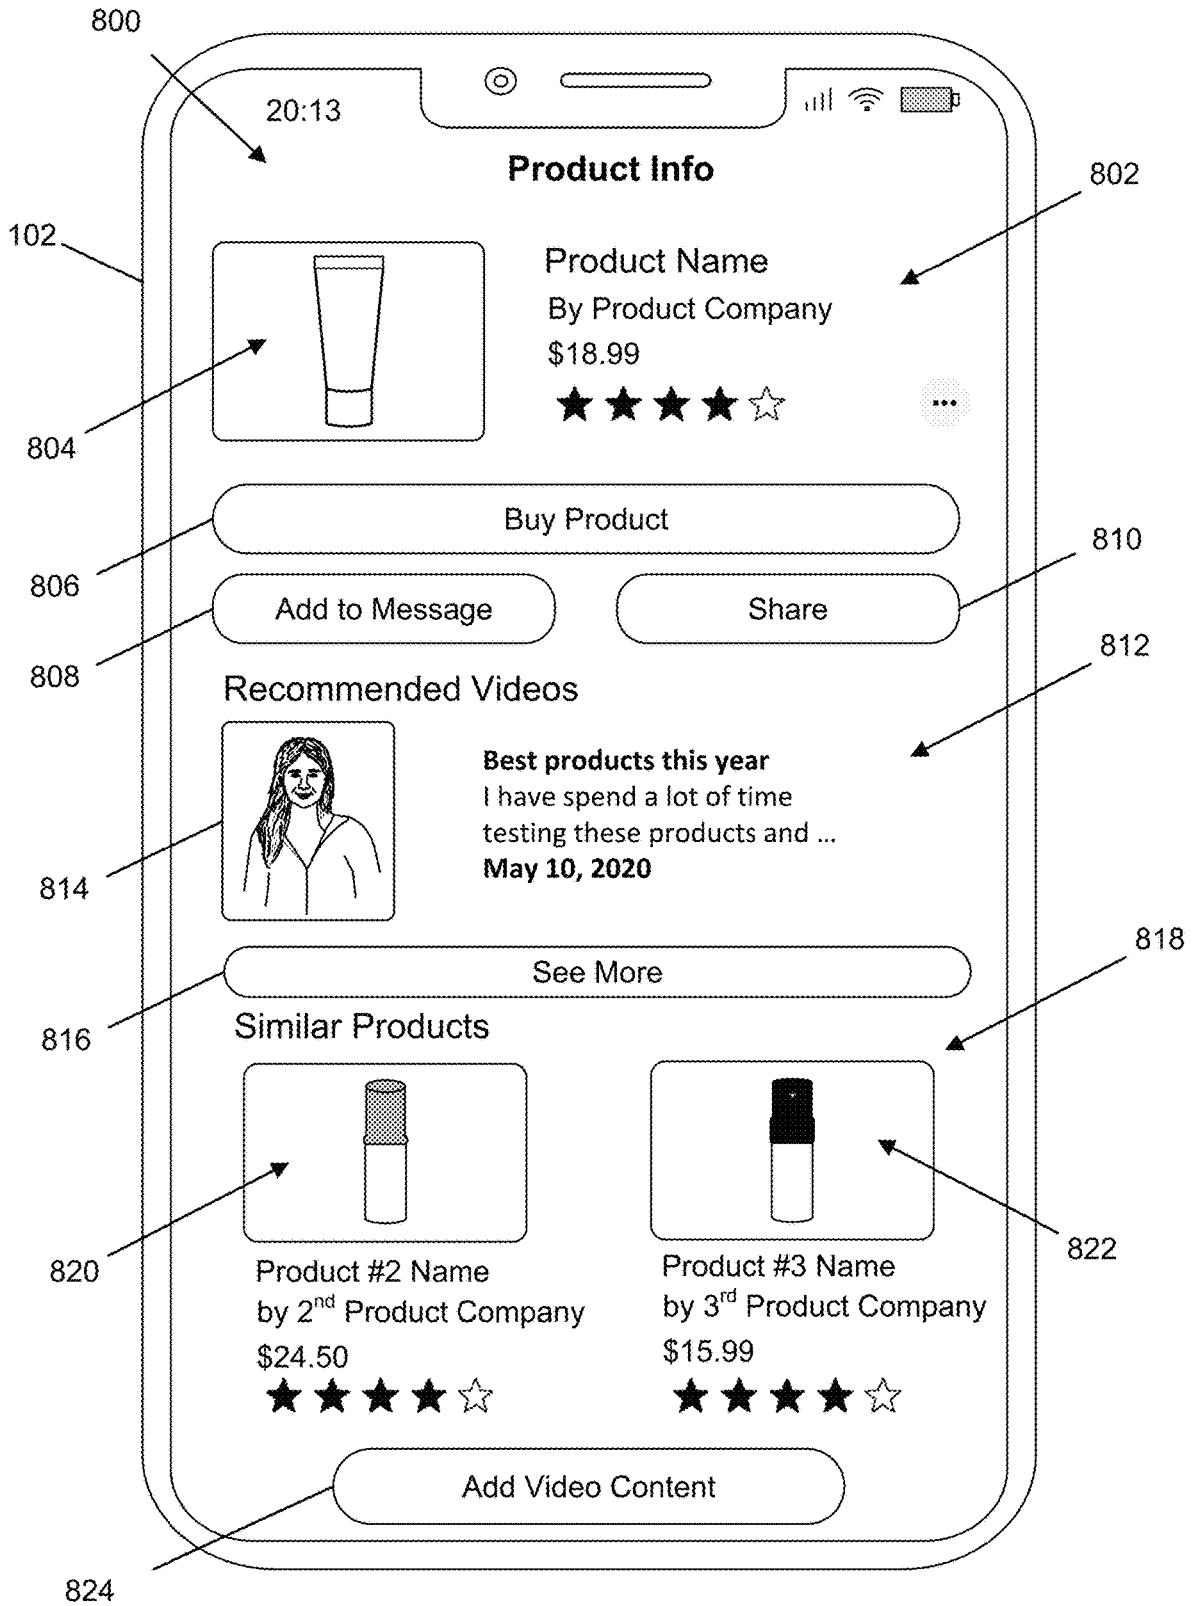 800
20:13
Product Info
802
102
Product Name
By Product Company
$18.99
804
Buy Product
806
810
Add to Message
Share
808
812
Recommended Videos
Best products this year
I have spend a lot of time
testing these products and ...
May 10, 2020
814
818
See More
816
Similar Products
820
822
Product #2 Name
by 2nd Product Company
$24.50
Product #3 Name
by 3rd Product Company
$15.99
Add Video Content
824